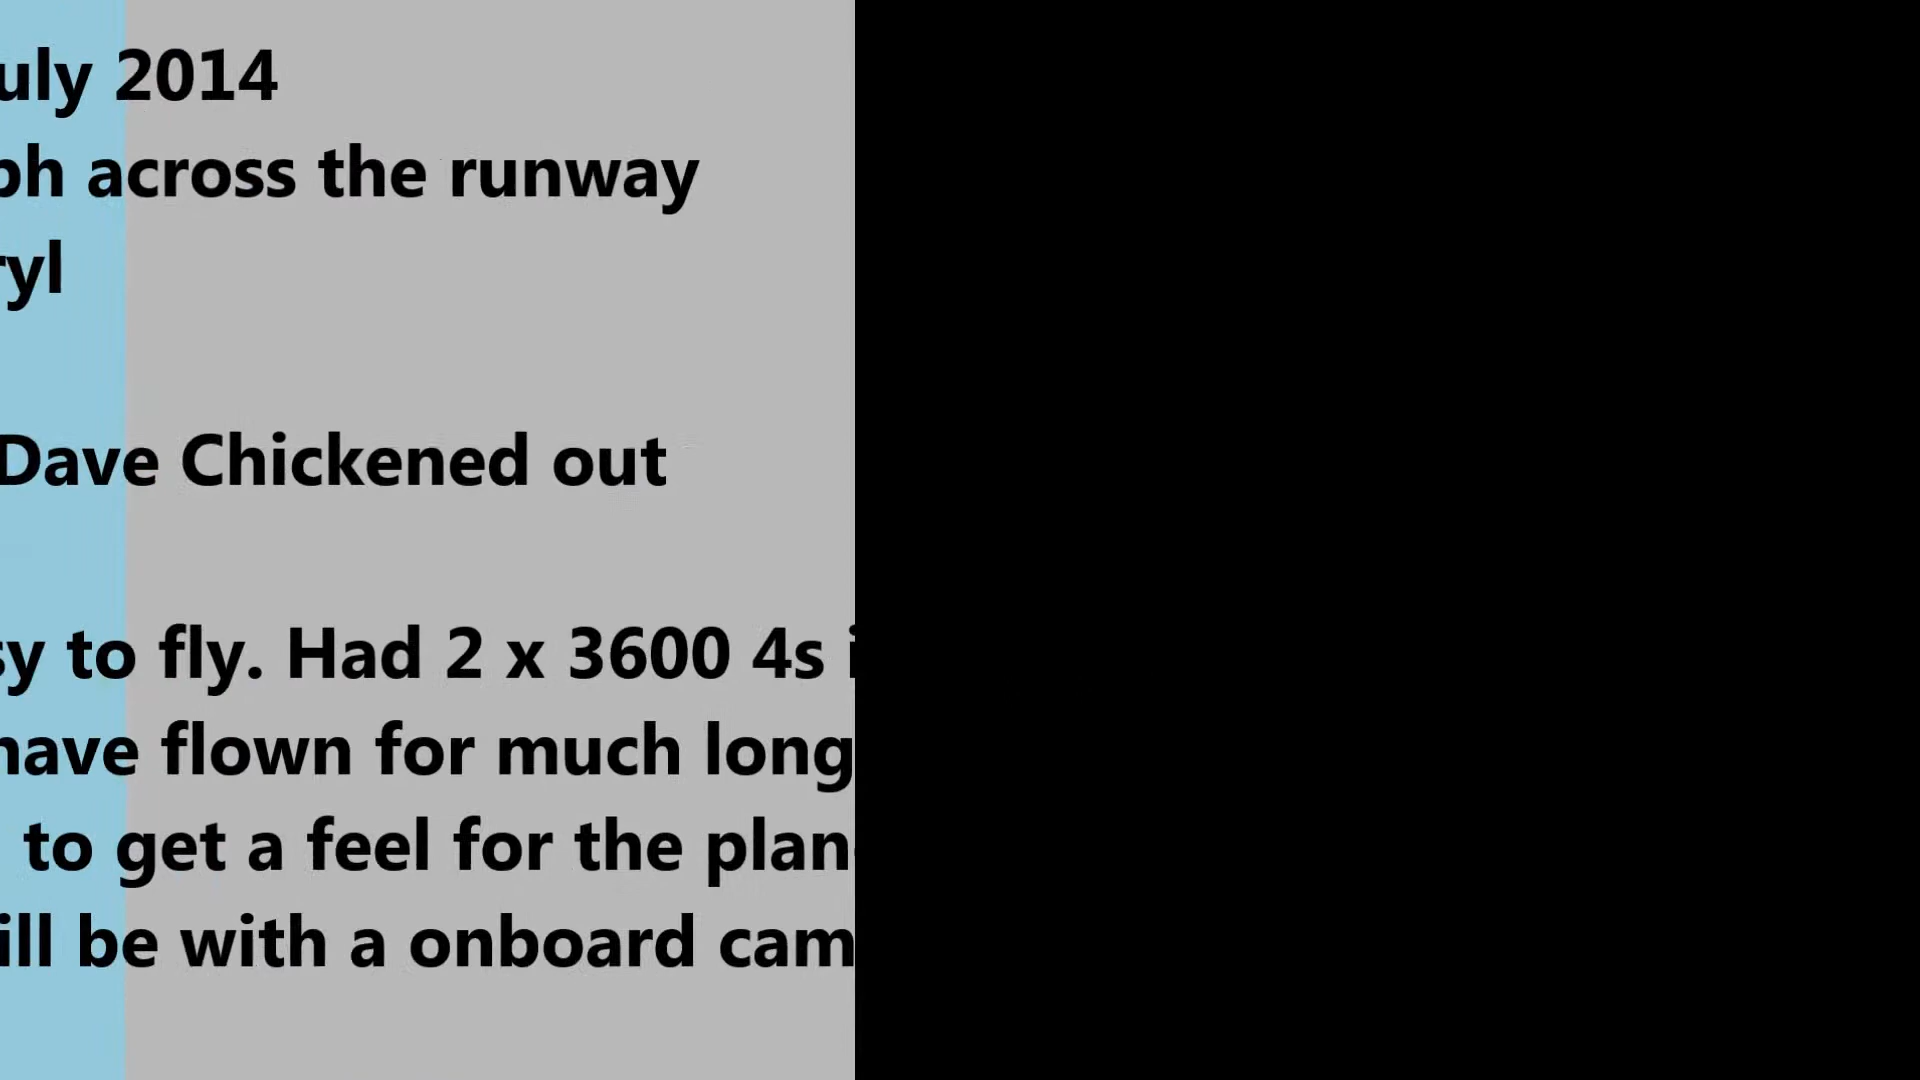 uly 2014
ph across the runway
ryl
Dave Chickened out
sy to fly. Had 2 x 3600 4s i
have flown for much long
to get a feel for the plan
ill be with a onboard cam